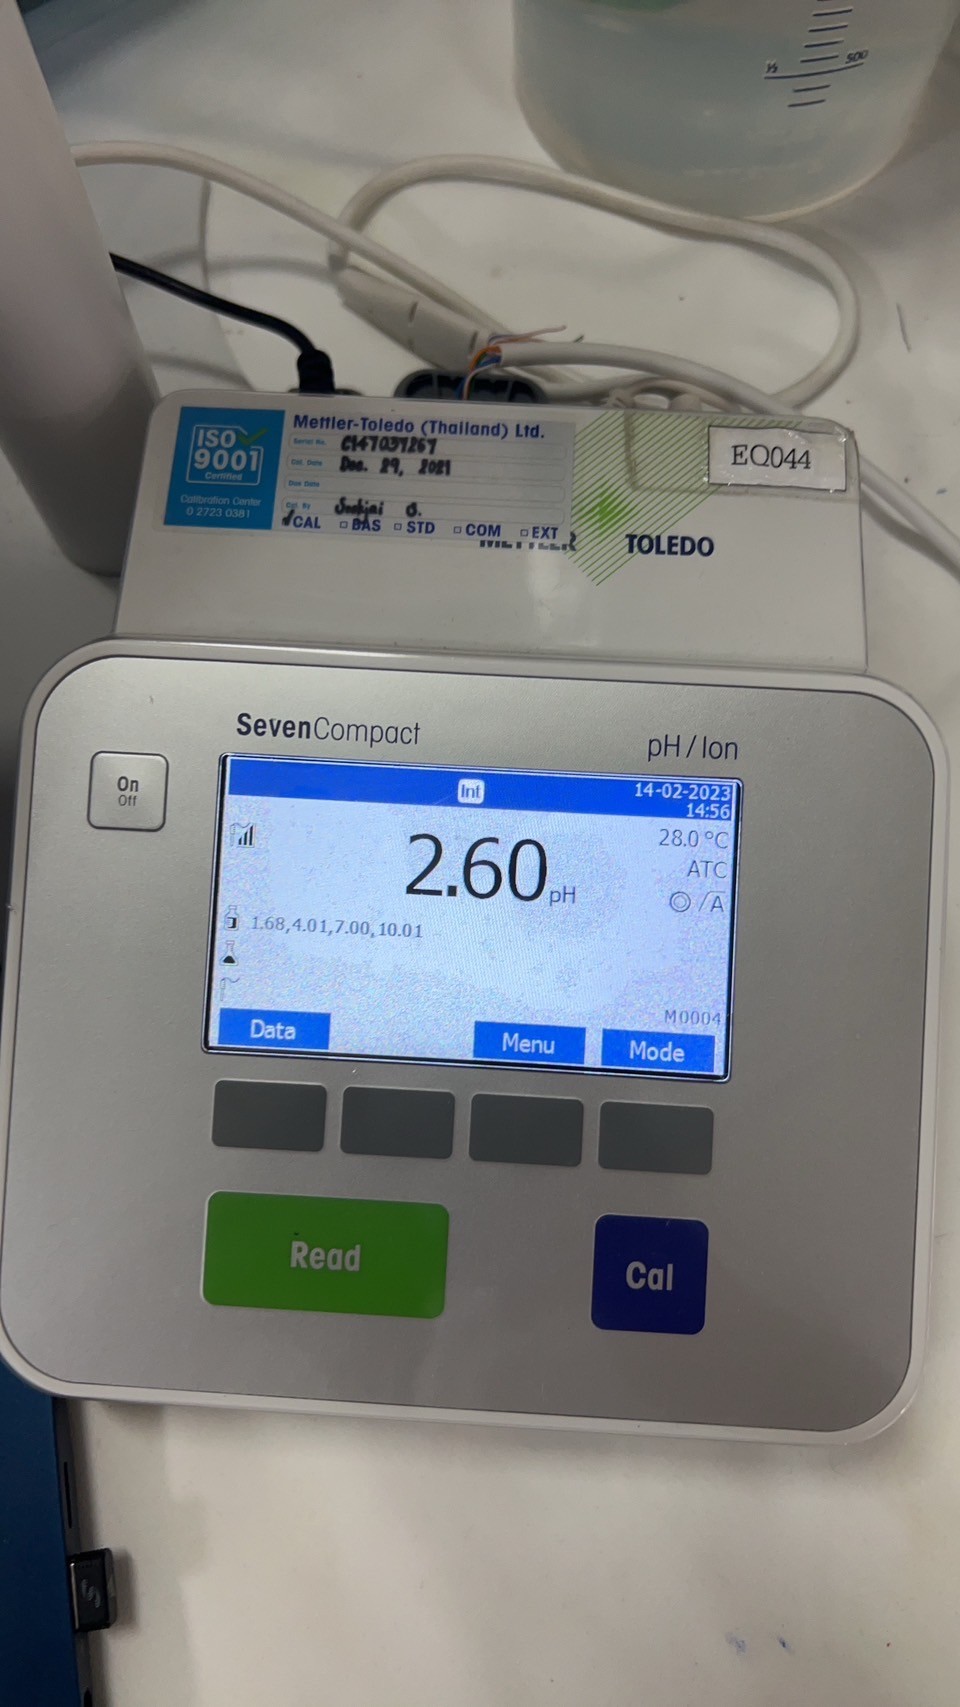 ½ 500
ISO
9001
Certified
Calibration Center
0 2723 0381
Mettler-Toledo (Thailand) Ltd.
Serial No. C147037267
Cal. Date Dec. 29, 2021
Due Date
Cal. By
CAL BAS STD COM EXT
EQ044
METTLER TOLEDO
SevenCompact
pH/Ion
On
Off
Int
14-02-2023
14:56
2.60 pH
28.0 °C
ATC
/A
1.68,4.01,7.00,10.01
M0004
Data
Menu
Mode
Read
Cal